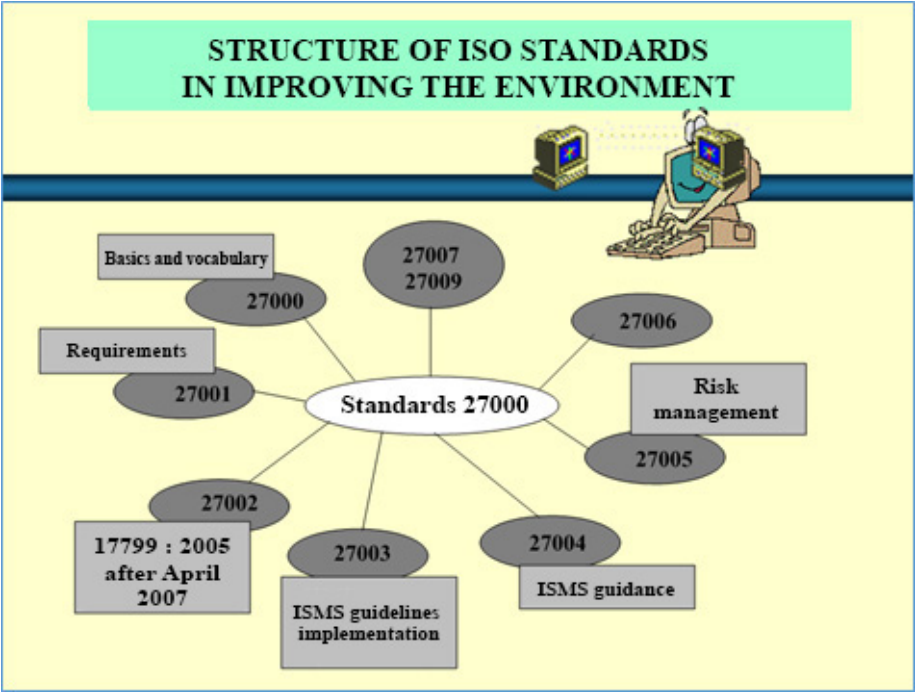 STRUCTURE OF ISO STANDARDS
IN IMPROVING THE ENVIRONMENT
Basics and vocabulary
27000
27007
27009
27006
Requirements
27001
Standards 27000
Risk
management
27005
27002
17799 : 2005
after April
2007
27003
ISMS guidelines
implementation
27004
ISMS guidance